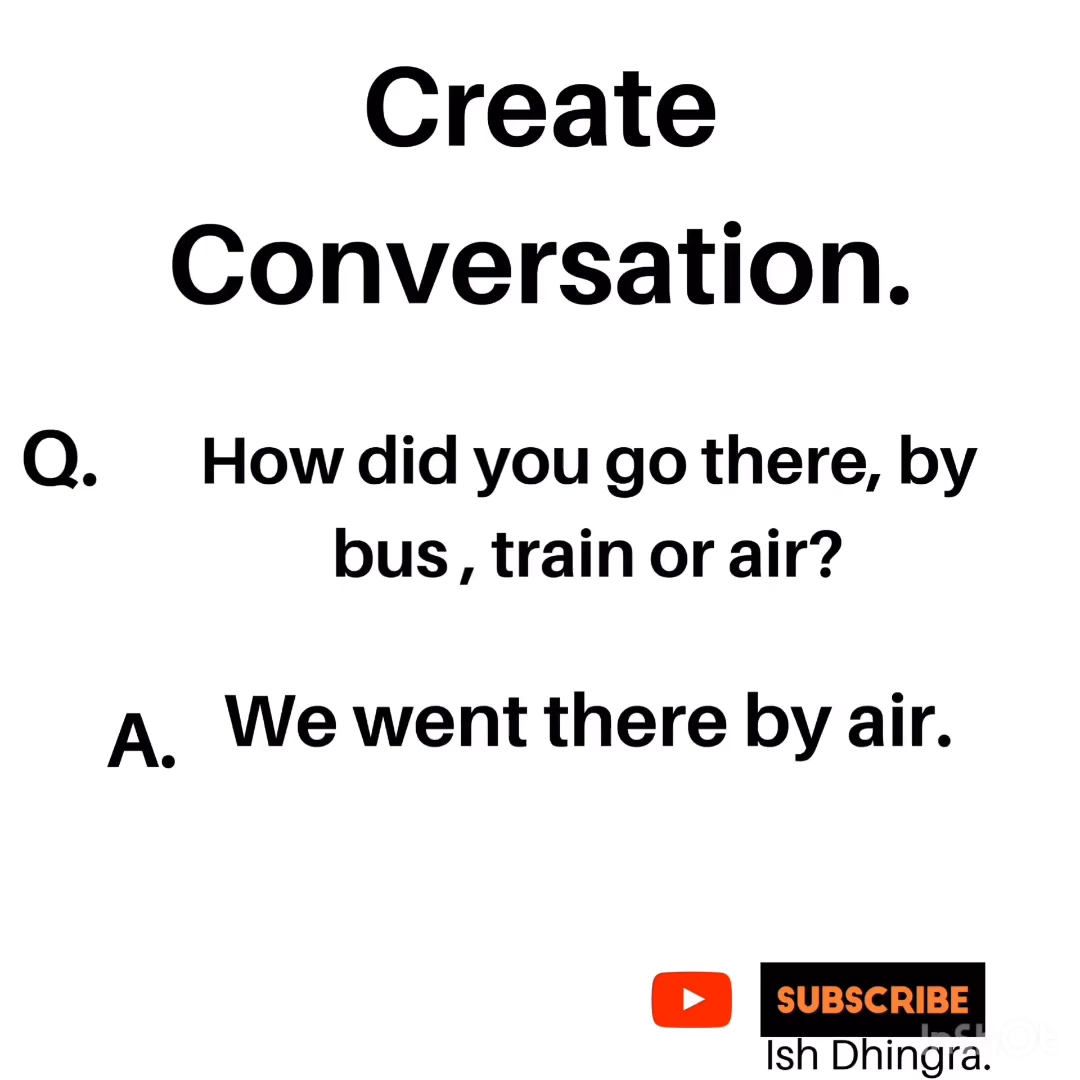 Create
Conversation.
Q. How did you go there, by
bus , train or air?
A. We went there by air.
SUBSCRIBE
InShOt
Ish Dhingra.